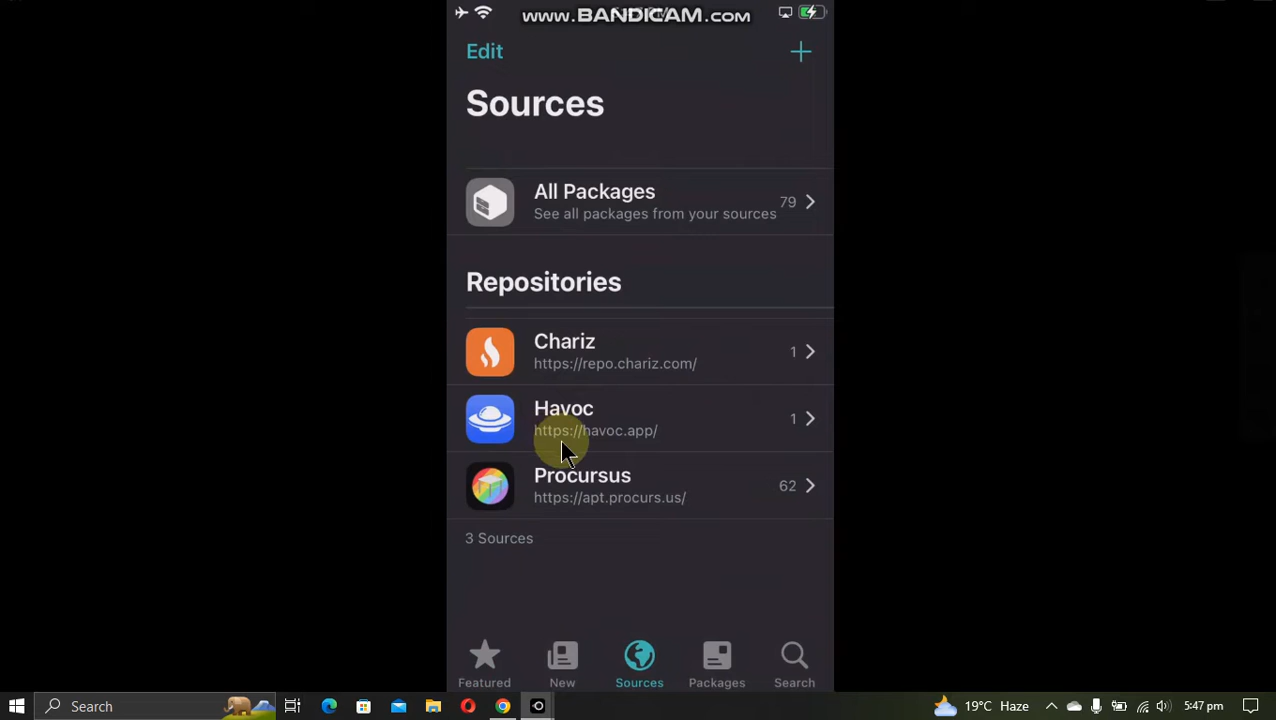 www.BANDICAM.com
Edit
Sources
All Packages
See all packages from your sources
79
Repositories
Chariz
https://repo.chariz.com/
1
Havoc
https://havoc.app/
1
Procursus
https://apt.procurs.us/
62
3 Sources
Featured
New
Sources
Packages
Search
Search
19°C Haze
5:47 pm